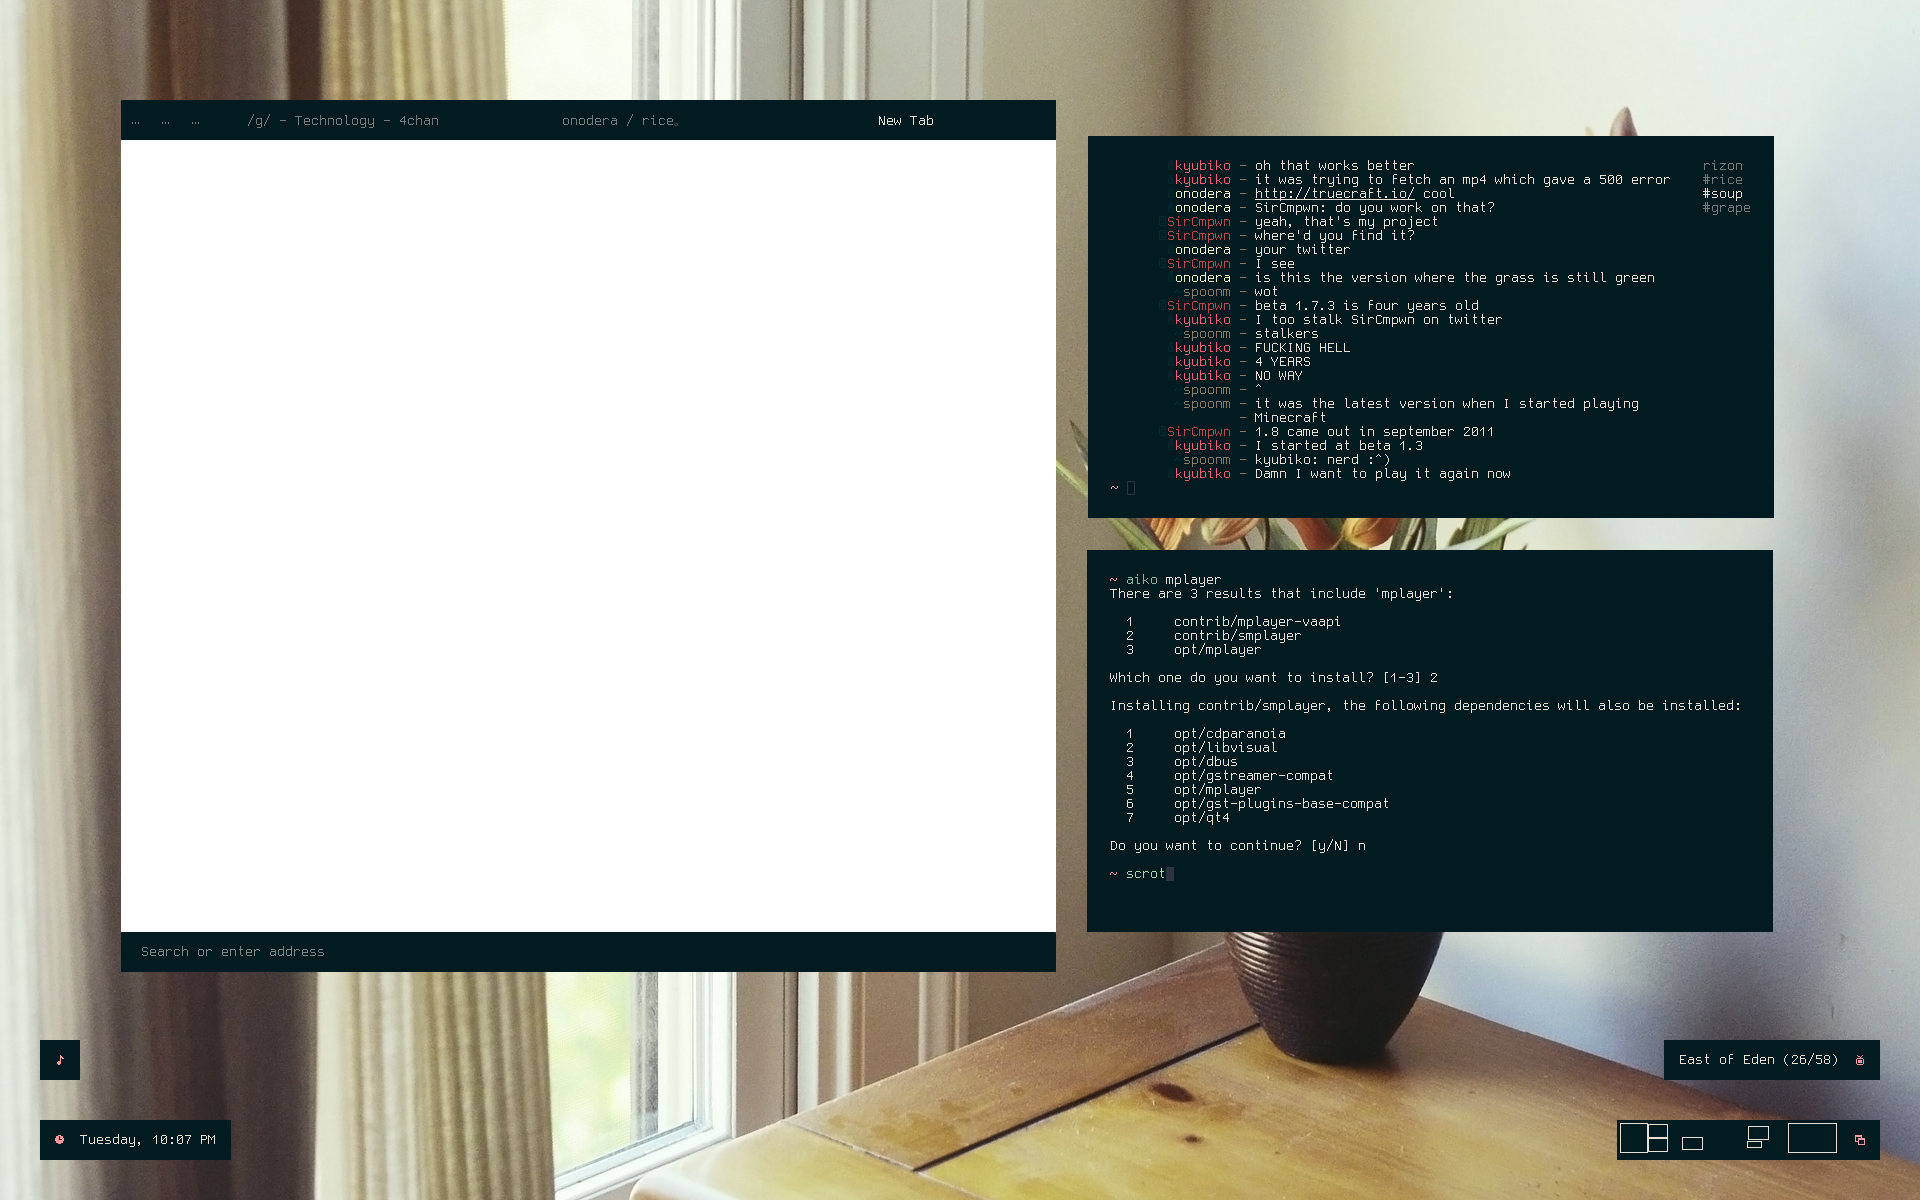 … … … /g/ - Technology - 4chan onodera / rice。 New Tab
Search or enter address
kyubiko - oh that works better
kyubiko - it was trying to fetch an mp4 which gave a 500 error
onodera - http://truecraft.io/ cool
onodera - SirCmpwn: do you work on that?
SirCmpwn - yeah, that's my project
SirCmpwn - where'd you find it?
onodera - your twitter
SirCmpwn - I see
onodera - is this the version where the grass is still green
spoonm - wot
SirCmpwn - beta 1.7.3 is four years old
kyubiko - I too stalk SirCmpwn on twitter
spoonm - stalkers
kyubiko - FUCKING HELL
kyubiko - 4 YEARS
kyubiko - NO WAY
spoonm - ^
spoonm - it was the latest version when I started playing
- Minecraft
SirCmpwn - 1.8 came out in september 2011
kyubiko - I started at beta 1.3
spoonm - kyubiko: nerd :^)
kyubiko - Damn I want to play it again now
~
rizon
#rice
#soup
#grape
~ aiko mplayer
There are 3 results that include 'mplayer':
1 contrib/mplayer-vaapi
2 contrib/smplayer
3 opt/mplayer
Which one do you want to install? [1-3] 2
Installing contrib/smplayer, the following dependencies will also be installed:
1 opt/cdparanoia
2 opt/libvisual
3 opt/dbus
4 opt/gstreamer-compat
5 opt/mplayer
6 opt/gst-plugins-base-compat
7 opt/qt4
Do you want to continue? [y/N] n
~ scrot
East of Eden (26/58)
Tuesday, 10:07 PM